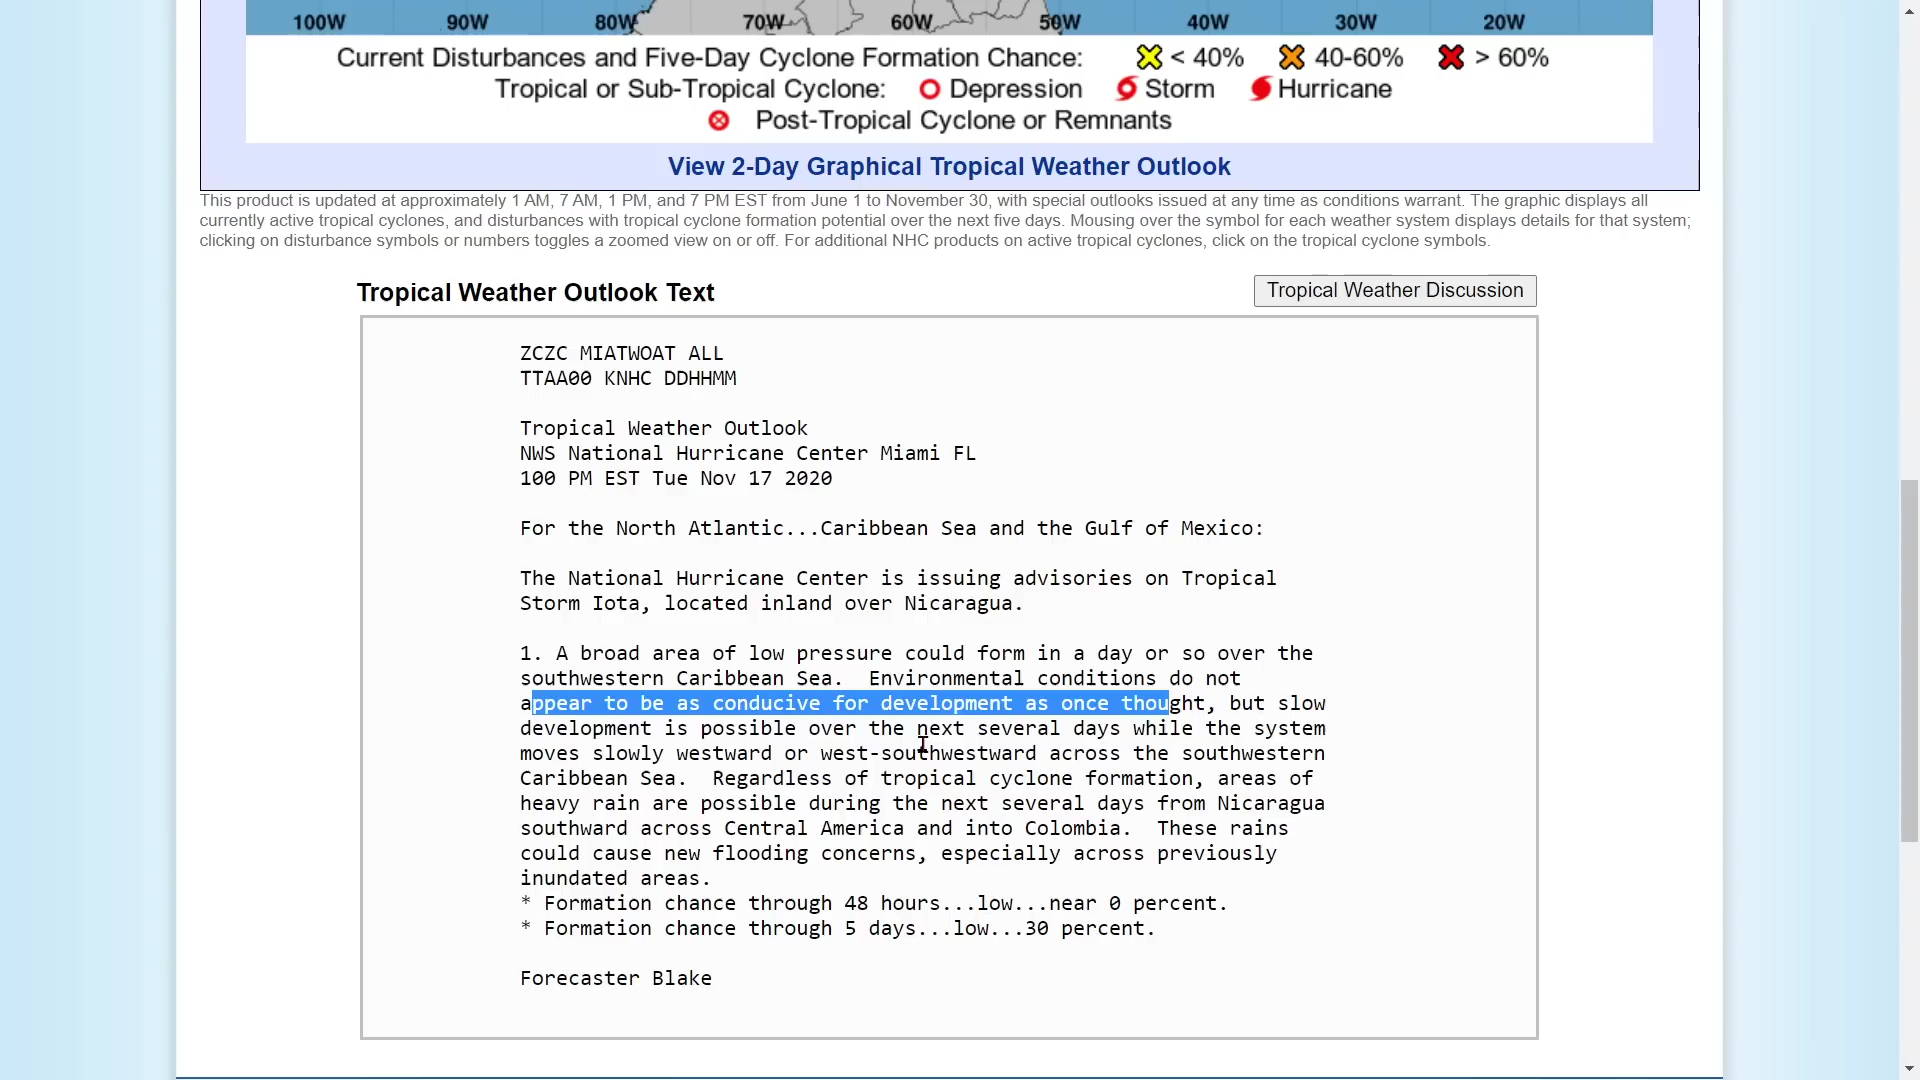 100W 90W 80W 70W 60W 50W 40W 30W 20W
Current Disturbances and Five-Day Cyclone Formation Chance: < 40% 40-60% > 60%
Tropical or Sub-Tropical Cyclone: Depression Storm Hurricane
Post-Tropical Cyclone or Remnants
View 2-Day Graphical Tropical Weather Outlook
This product is updated at approximately 1 AM, 7 AM, 1 PM, and 7 PM EST from June 1 to November 30, with special outlooks issued at any time as conditions warrant. The graphic displays all
currently active tropical cyclones, and disturbances with tropical cyclone formation potential over the next five days. Mousing over the symbol for each weather system displays details for that system;
clicking on disturbance symbols or numbers toggles a zoomed view on or off. For additional NHC products on active tropical cyclones, click on the tropical cyclone symbols.
Tropical Weather Outlook Text
Tropical Weather Discussion
ZCZC MIATWOAT ALL
TTAA00 KNHC DDHHMM
Tropical Weather Outlook
NWS National Hurricane Center Miami FL
100 PM EST Tue Nov 17 2020
For the North Atlantic...Caribbean Sea and the Gulf of Mexico:
The National Hurricane Center is issuing advisories on Tropical
Storm Iota, located inland over Nicaragua.
1. A broad area of low pressure could form in a day or so over the
southwestern Caribbean Sea.  Environmental conditions do not
appear to be as conducive for development as once thought, but slow
development is possible over the next several days while the system
moves slowly westward or west-southwestward across the southwestern
Caribbean Sea.  Regardless of tropical cyclone formation, areas of
heavy rain are possible during the next several days from Nicaragua
southward across Central America and into Colombia.  These rains
could cause new flooding concerns, especially across previously
inundated areas.
* Formation chance through 48 hours...low...near 0 percent.
* Formation chance through 5 days...low...30 percent.
Forecaster Blake